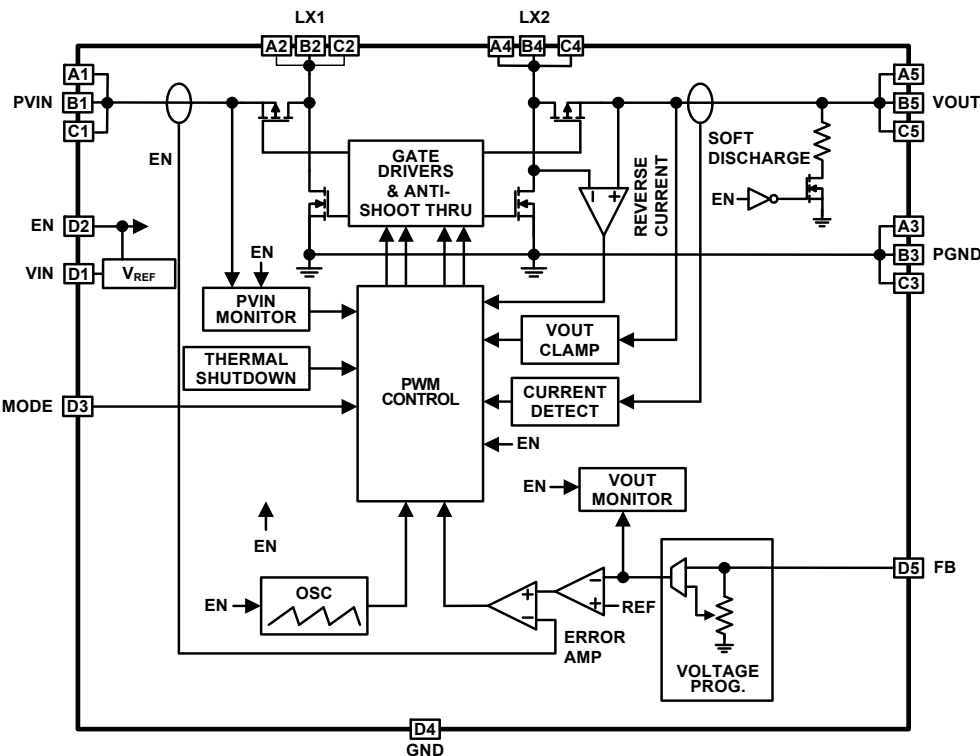 LX1
LX2
A2 B2 C2
A4 B4 C4
A1
B1
C1
PVIN
A5
B5
C5
VOUT
EN
GATE
DRIVERS
& ANTI-
SHOOT THRU
REVERSE
CURRENT
SOFT
DISCHARGE
EN
EN
D2
VIN
D1
VREF
A3
B3
C3
PGND
EN
PVIN
MONITOR
VOUT
CLAMP
THERMAL
SHUTDOWN
PWM
CONTROL
CURRENT
DETECT
MODE
D3
EN
EN
VOUT
MONITOR
EN
D5
FB
EN
OSC
REF
ERROR
AMP
VOLTAGE
PROG.
D4
GND